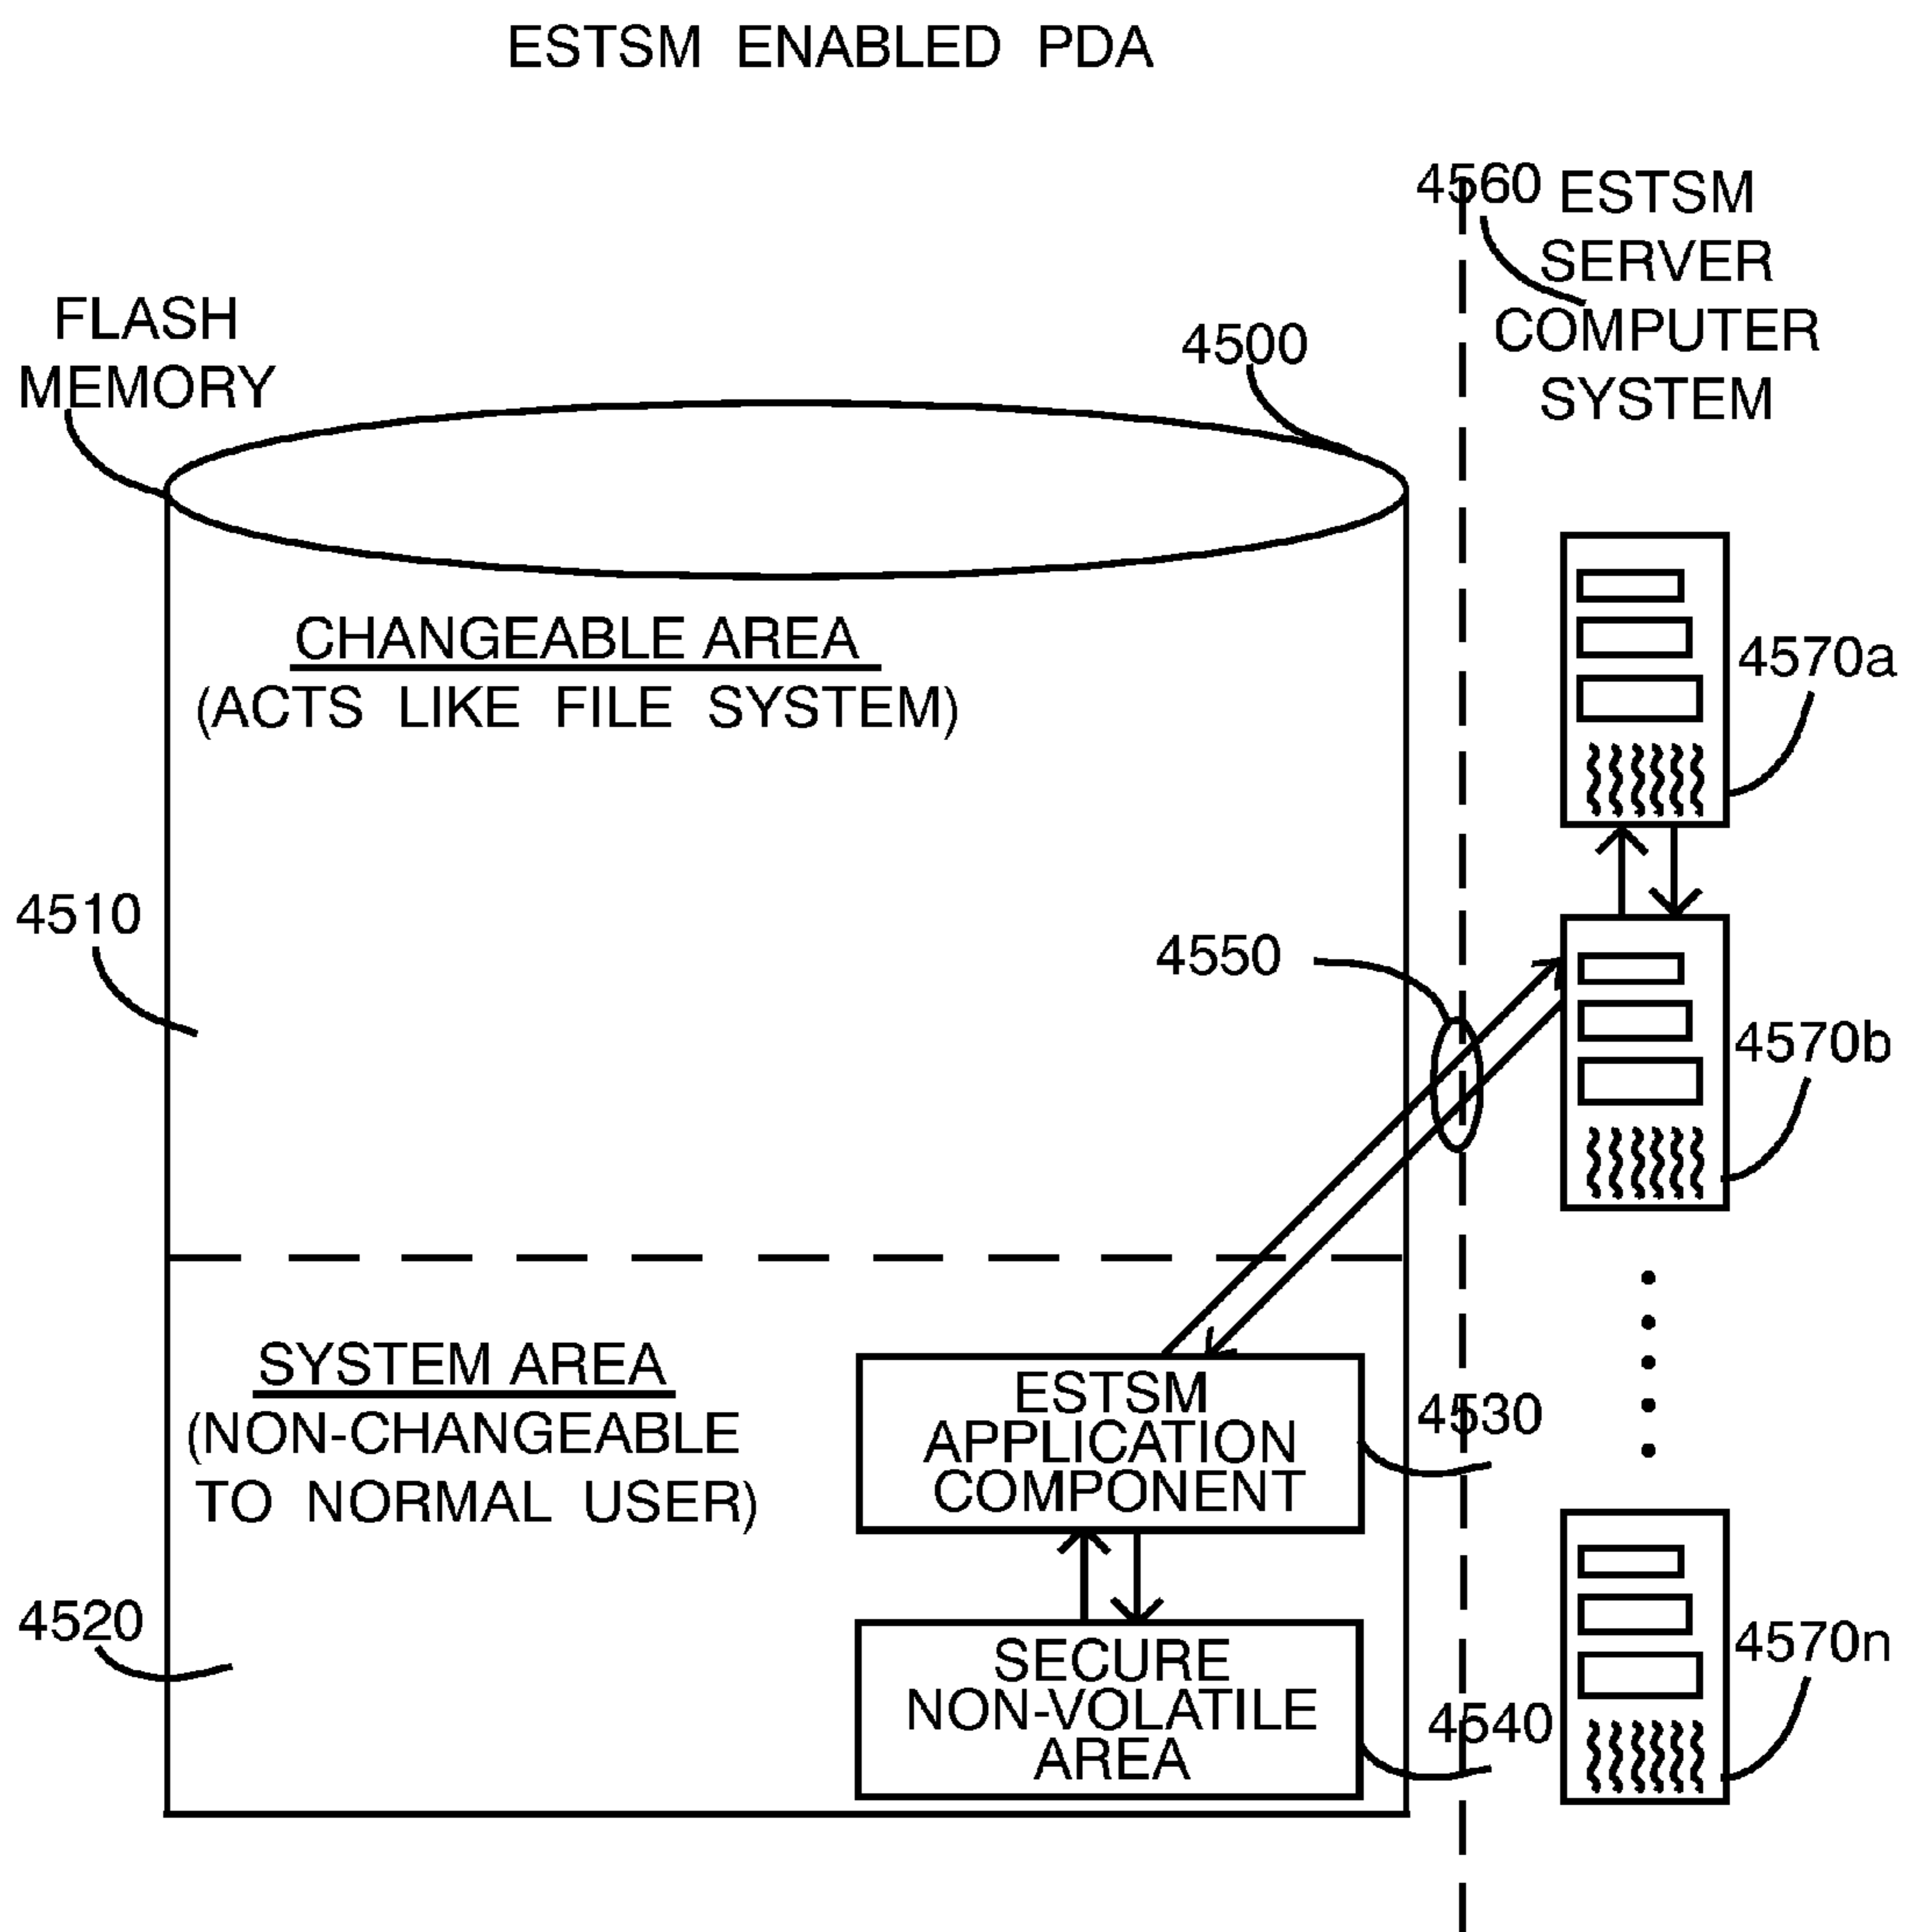 ESTSM ENABLED PDA
4560
ESTSM
SERVER
COMPUTER
SYSTEM
FLASH
MEMORY
4500
CHANGEABLE AREA
(ACTS LIKE FILE SYSTEM)
4570a
4510
4550
4570b
SYSTEM AREA
(NON-CHANGEABLE
TO NORMAL USER)
ESTSM
APPLICATION
COMPONENT
4530
4520
SECURE
NON-VOLATILE
AREA
4540
4570n